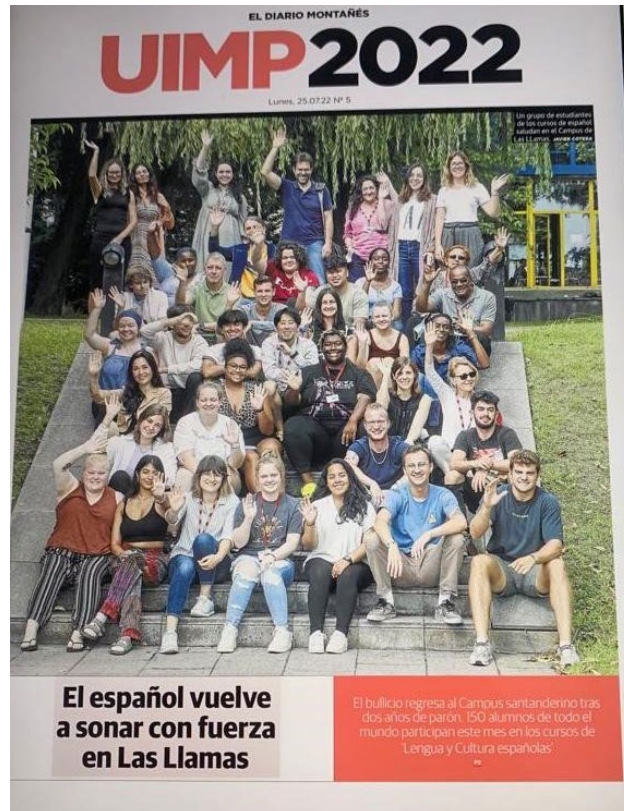 EL DIARIO MONTAÑÉS
UIMP2022
Lunes, 25.07.22 Nº 5
Un grupo de estudiantes
de los cursos de español
saludan en el Campus de
Las LLamas. JAVIER COTERA
El español vuelve
a sonar con fuerza
en Las Llamas
El bullicio regresa al Campus santanderino tras
dos años de parón. 150 alumnos de todo el
mundo participan este mes en los cursos de
'Lengua y Cultura españolas'